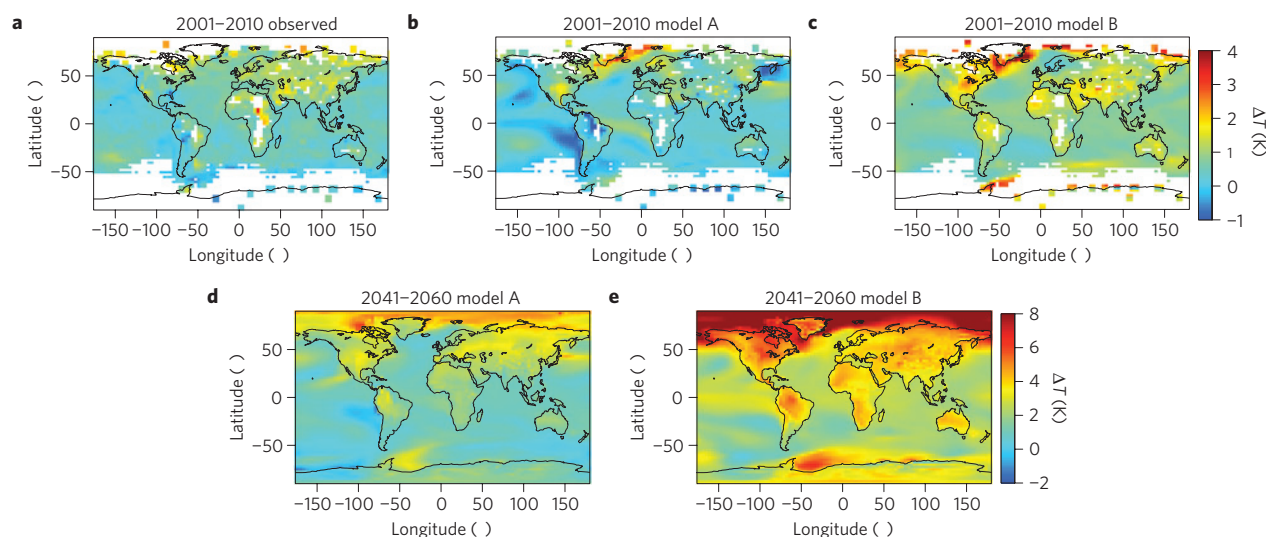 a 2001–2010 observed
b 2001–2010 model A
c 2001–2010 model B
Latitude ( )
50
0
−50
−150 −100 −50 0 50 100 150
Longitude ( )
Latitude ( )
50
0
−50
−150 −100 −50 0 50 100 150
Longitude ( )
Latitude ( )
50
0
−50
−150 −100 −50 0 50 100 150
Longitude ( )
4
3
2
1
0
−1
Δ T (K)
d 2041–2060 model A
e 2041–2060 model B
Latitude ( )
50
0
−50
−150 −100 −50 0 50 100 150
Longitude ( )
Latitude ( )
50
0
−50
−150 −100 −50 0 50 100 150
Longitude ( )
8
6
4
2
0
−2
Δ T (K)